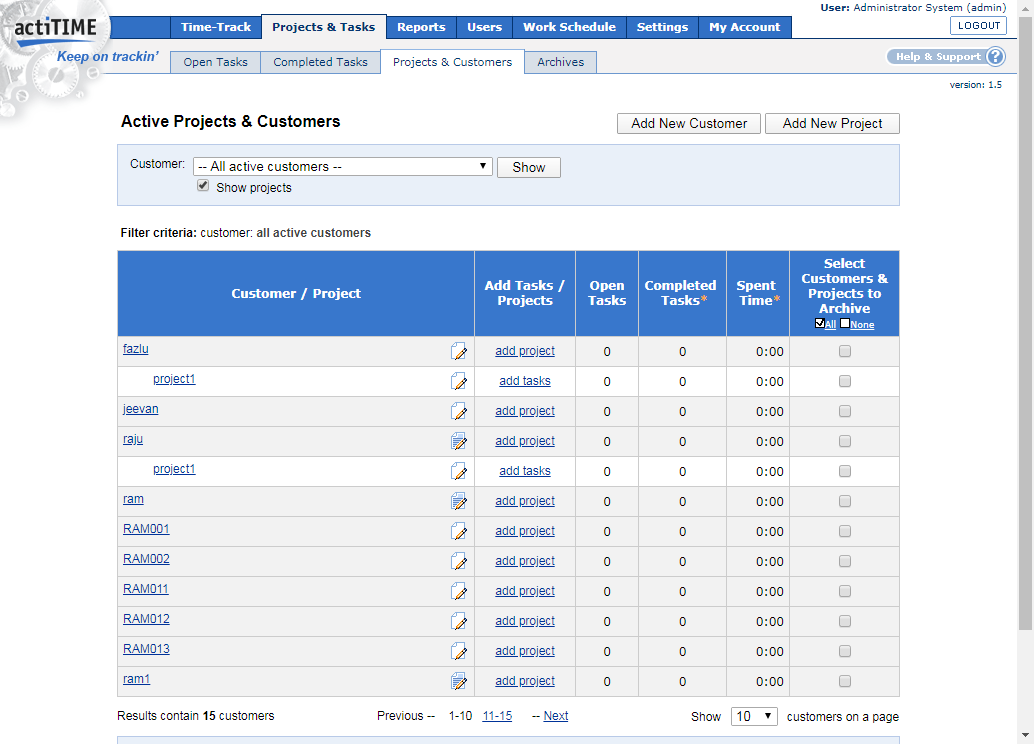 User: Administrator System (admin)
actiTIME
Time-Track Projects & Tasks Reports Users Work Schedule Settings My Account LOGOUT
Keep on trackin'
Open Tasks Completed Tasks Projects & Customers Archives Help & Support ?
version: 1.5
Active Projects & Customers Add New Customer Add New Project
Customer: -- All active customers -- Show
Show projects
Filter criteria: customer: all active customers
Customer / Project Add Tasks / Projects Open Tasks Completed Tasks* Spent Time* Select Customers & Projects to Archive All None
fazlu add project 0 0 0:00
project1 add tasks 0 0 0:00
jeevan add project 0 0 0:00
raju add project 0 0 0:00
project1 add tasks 0 0 0:00
ram add project 0 0 0:00
RAM001 add project 0 0 0:00
RAM002 add project 0 0 0:00
RAM011 add project 0 0 0:00
RAM012 add project 0 0 0:00
RAM013 add project 0 0 0:00
ram1 add project 0 0 0:00
Results contain 15 customers Previous -- 1-10 11-15 -- Next Show 10 customers on a page